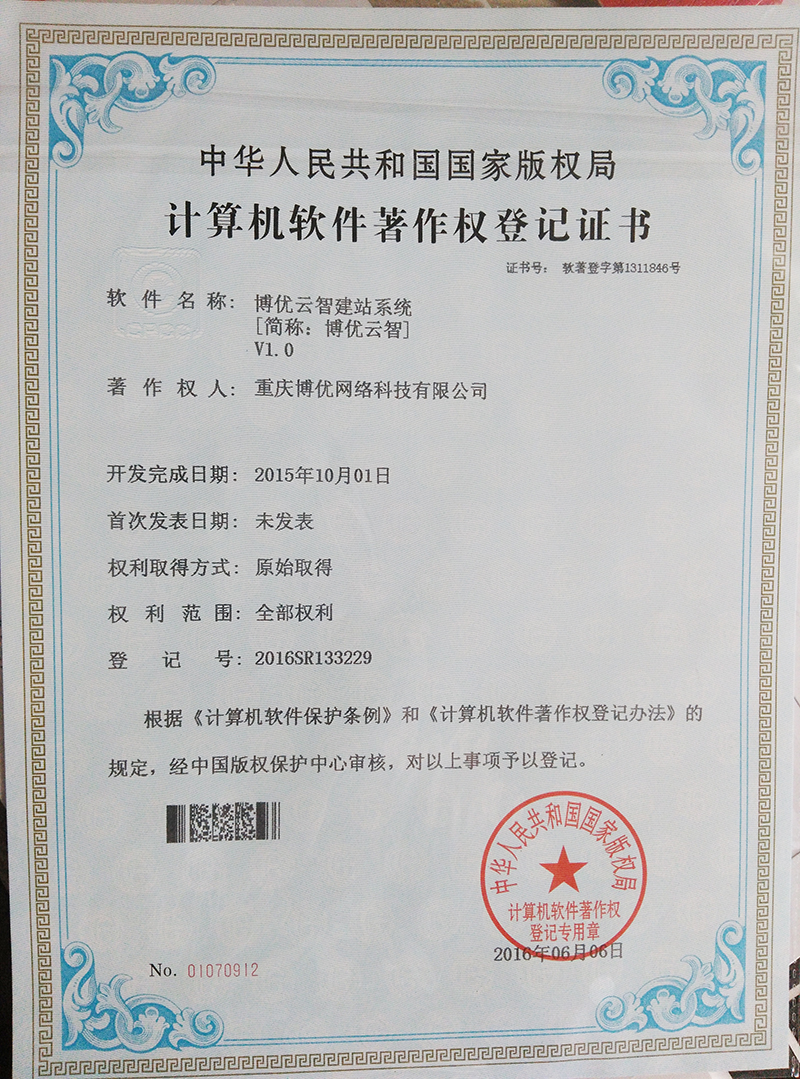 中华人民共和国国家版权局
计算机软件著作权登记证书
证书号： 软著登字第1311846号
CPCC
软件名称： 博优云智建站系统
[简称：博优云智]
V1.0
著作权人： 重庆博优网络科技有限公司
开发完成日期： 2015年10月01日
首次发表日期： 未发表
权利取得方式： 原始取得
权利范围： 全部权利
登记号： 2016SR133229
根据《计算机软件保护条例》和《计算机软件著作权登记办法》的
规定，经中国版权保护中心审核，对以上事项予以登记。
中华人民共和国国家版权局
计算机软件著作权
登记专用章
2016年06月06日
No. 01070912